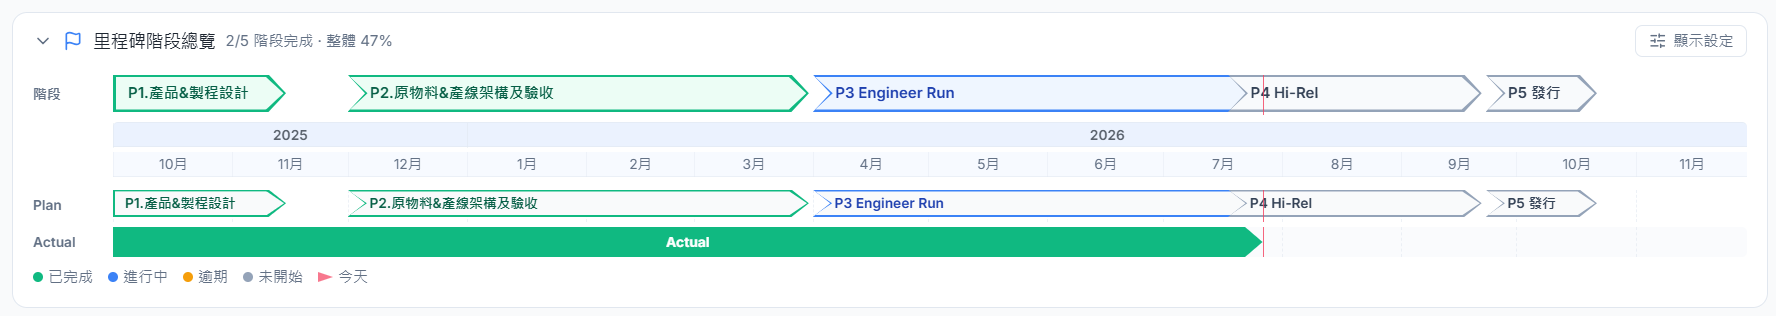 里程碑階段總覽 2/5 階段完成 · 整體 47%
顯示設定
階段 P1.產品&製程設計 P2.原物料&產線架構及驗收 P3 Engineer Run P4 Hi-Rel P5 發行
2025 2026
10月 11月 12月 1月 2月 3月 4月 5月 6月 7月 8月 9月 10月 11月
Plan P1.產品&製程設計 P2.原物料&產線架構及驗收 P3 Engineer Run P4 Hi-Rel P5 發行
Actual Actual
已完成 進行中 逾期 未開始 今天